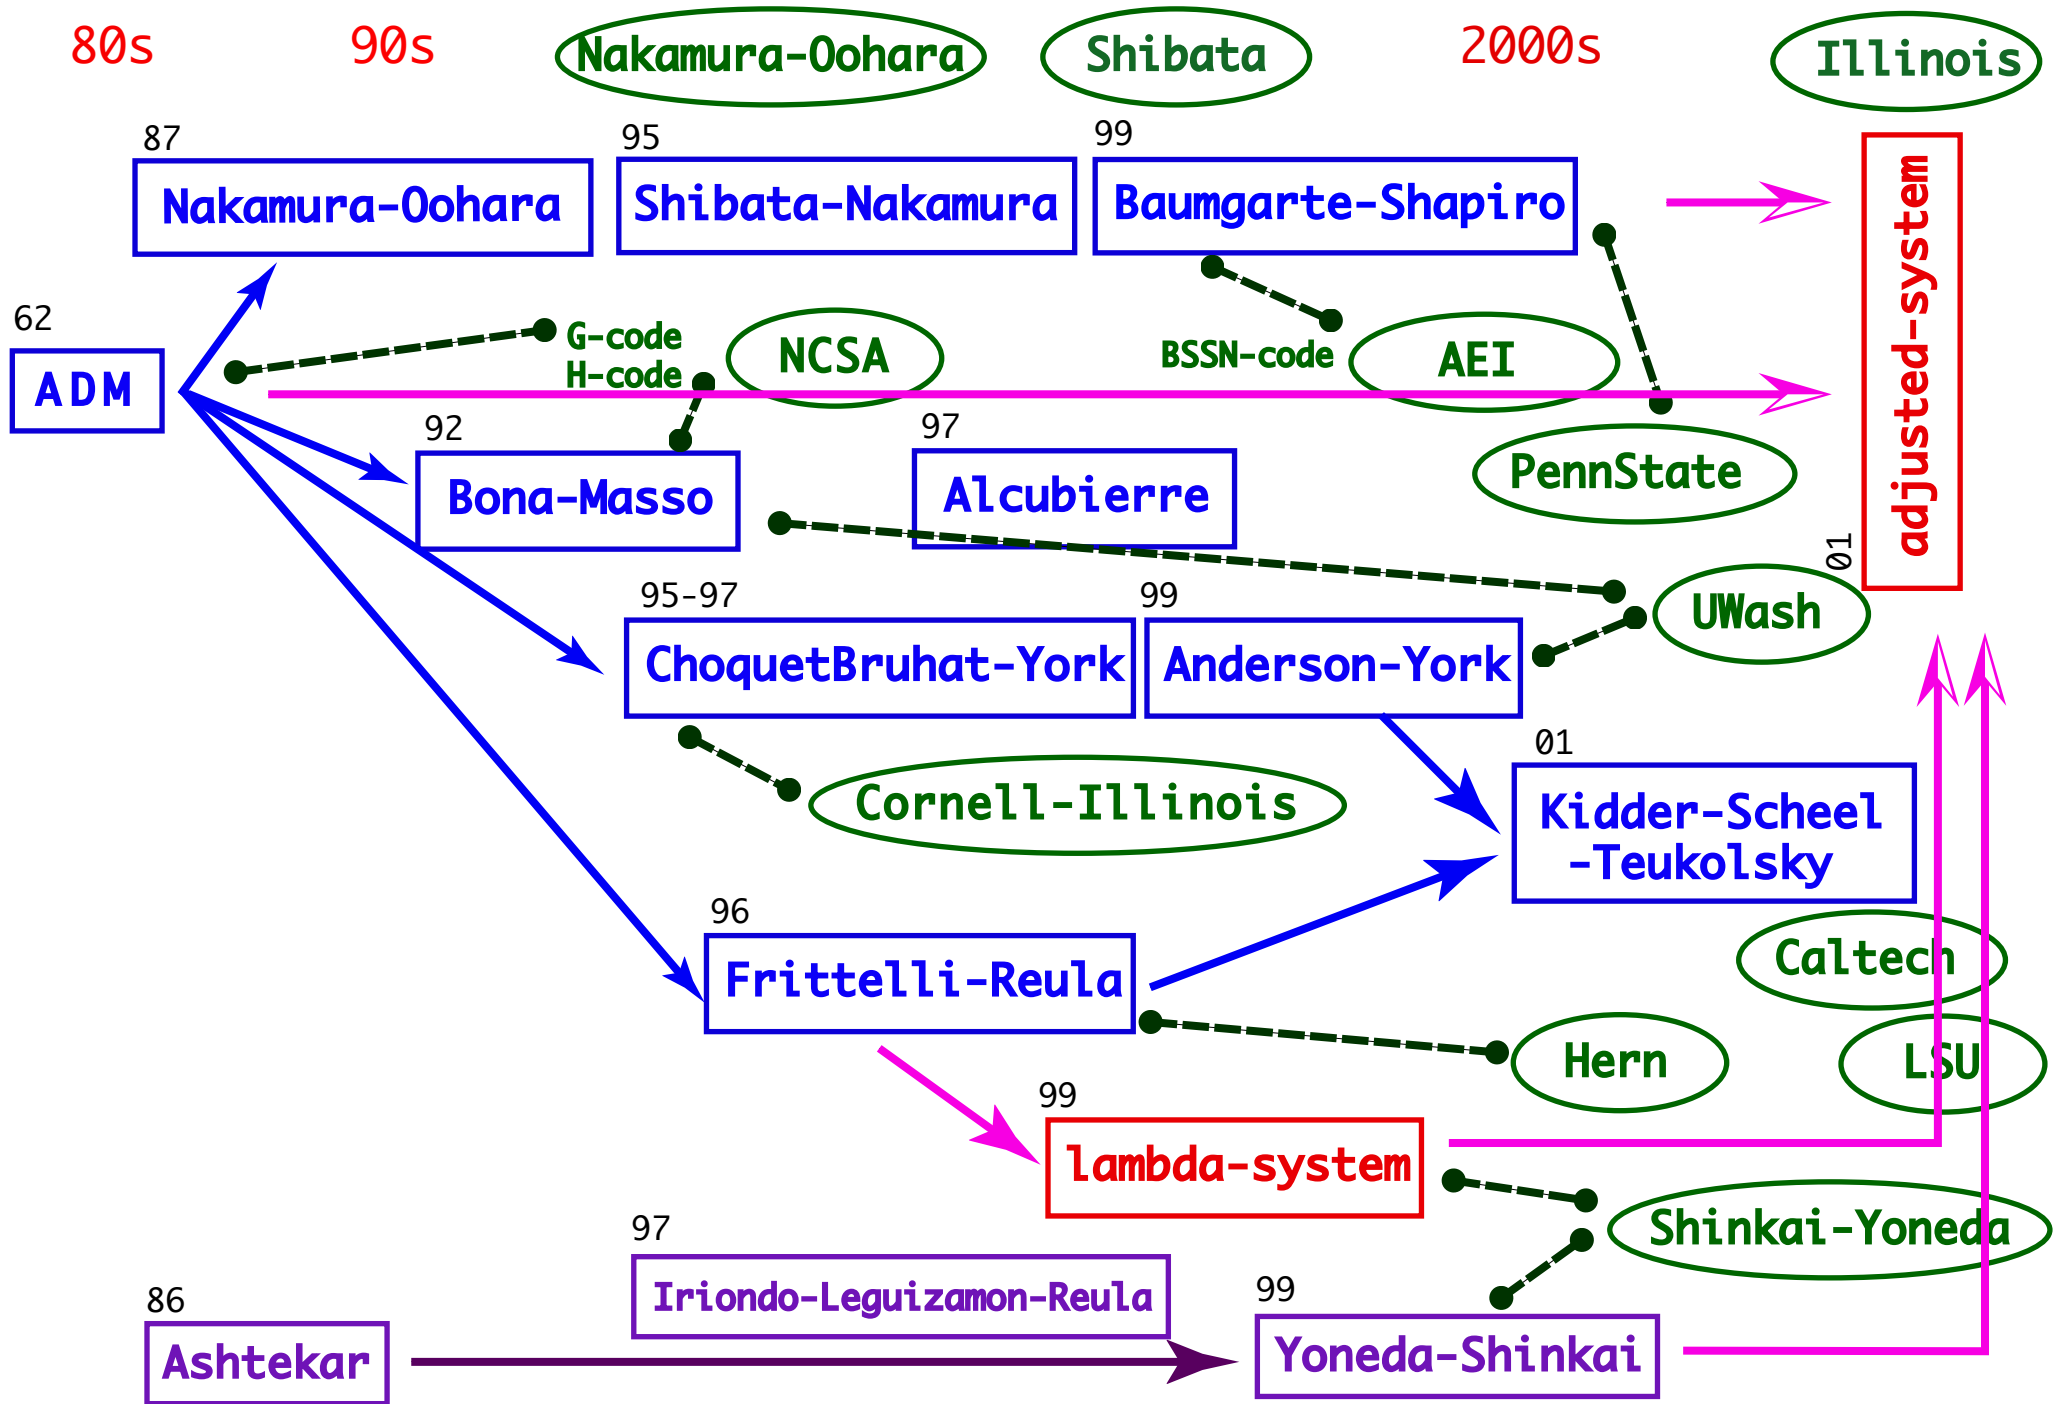 80s
90s
Nakamura-Oohara
Shibata
2000s
Illinois
87
95
99
Nakamura-Oohara
Shibata-Nakamura
Baumgarte-Shapiro
adjusted-system
01
62
ADM
G-code
H-code
NCSA
BSSN-code
AEI
92
97
Bona-Masso
Alcubierre
PennState
95-97
99
UWash
ChoquetBruhat-York
Anderson-York
01
Cornell-Illinois
Kidder-Scheel
-Teukolsky
96
Frittelli-Reula
Caltech
Hern
LSU
99
lambda-system
97
Shinkai-Yoneda
Iriondo-Leguizamon-Reula
86
99
Ashtekar
Yoneda-Shinkai